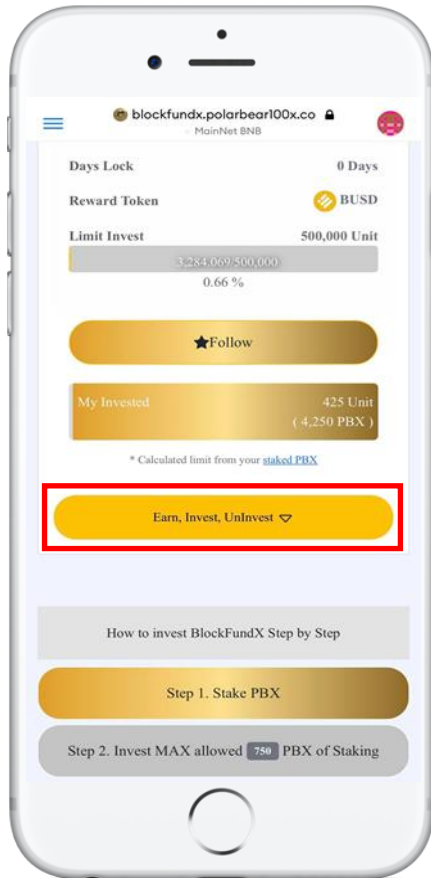 blockfundx.polarbear100x.co
MainNet BNB
Days Lock 0 Days
Reward Token BUSD
Limit Invest 500,000 Unit
3,284.069/500,000
0.66 %
★Follow
My Invested 425 Unit
( 4,250 PBX )
* Calculated limit from your staked PBX
Earn, Invest, UnInvest
How to invest BlockFundX Step by Step
Step 1. Stake PBX
Step 2. Invest MAX allowed 750 PBX of Staking